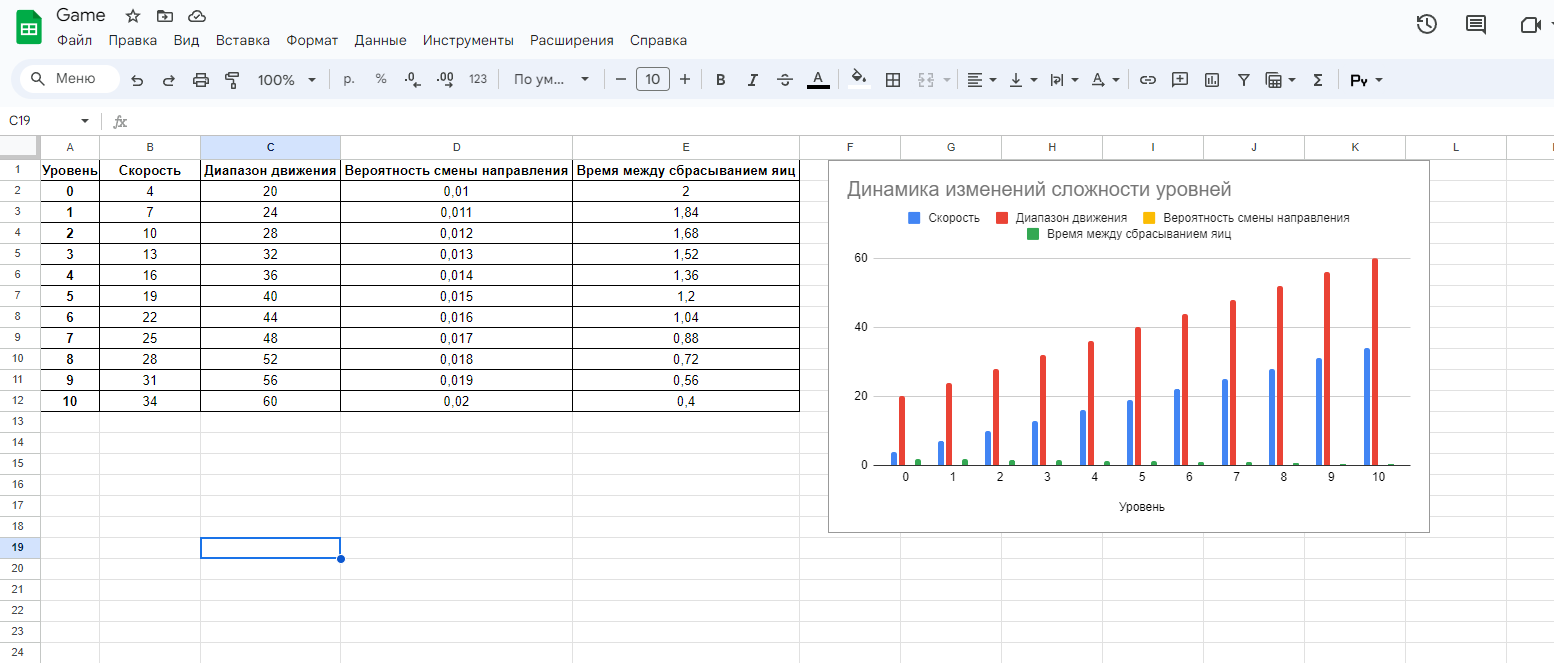 Game
Файл Правка Вид Вставка Формат Данные Инструменты Расширения Справка
Меню 100% р. % .0 .00 123 По ум... − 10 + B I S A Σ Pу
C19 fx
A B C D E F G H I J K L
1 Уровень Скорость Диапазон движения Вероятность смены направления Время между сбрасыванием яиц
2 0 4 20 0,01 2
3 1 7 24 0,011 1,84
4 2 10 28 0,012 1,68
5 3 13 32 0,013 1,52
6 4 16 36 0,014 1,36
7 5 19 40 0,015 1,2
8 6 22 44 0,016 1,04
9 7 25 48 0,017 0,88
10 8 28 52 0,018 0,72
11 9 31 56 0,019 0,56
12 10 34 60 0,02 0,4
13
14
15
16
17
18
19
20
21
22
23
24
Динамика изменений сложности уровней
Скорость Диапазон движения Вероятность смены направления
Время между сбрасыванием яиц
60
40
20
0
0 1 2 3 4 5 6 7 8 9 10
Уровень